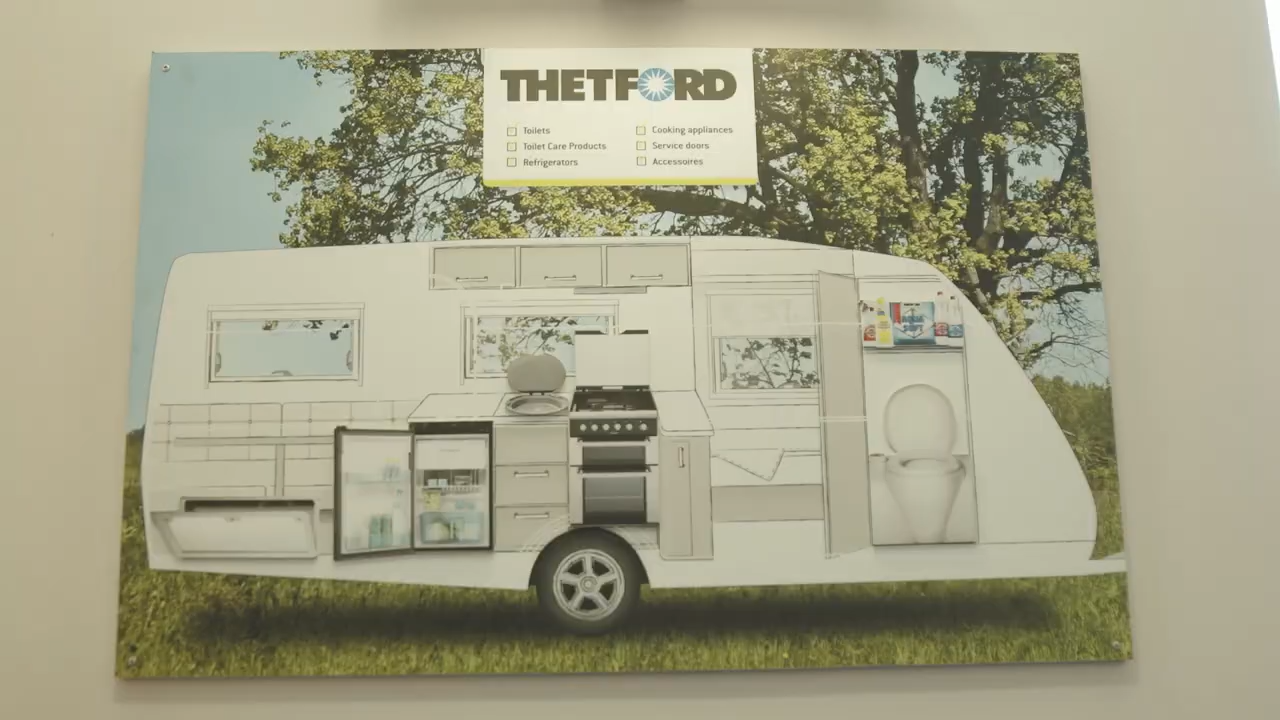 THETFORD
Toilets
Toilet Care Products
Refrigerators
Cooking appliances
Service doors
Accessoires